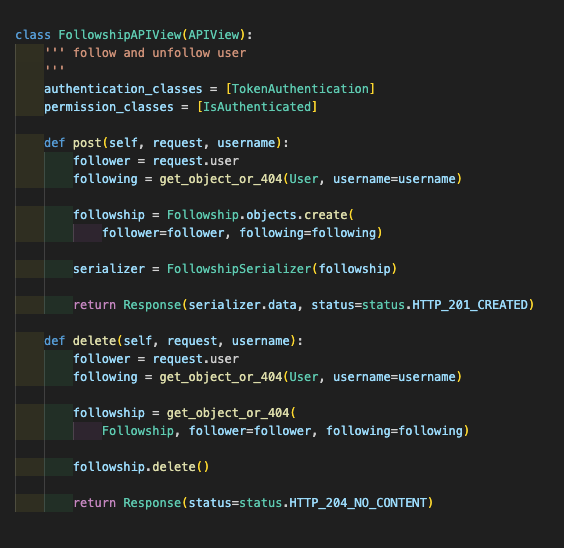 class FollowshipAPIView(APIView):
    ''' follow and unfollow user
    '''
    authentication_classes = [TokenAuthentication]
    permission_classes = [IsAuthenticated]

    def post(self, request, username):
        follower = request.user
        following = get_object_or_404(User, username=username)

        followship = Followship.objects.create(
            follower=follower, following=following)

        serializer = FollowshipSerializer(followship)

        return Response(serializer.data, status=status.HTTP_201_CREATED)

    def delete(self, request, username):
        follower = request.user
        following = get_object_or_404(User, username=username)

        followship = get_object_or_404(
            Followship, follower=follower, following=following)

        followship.delete()

        return Response(status=status.HTTP_204_NO_CONTENT)